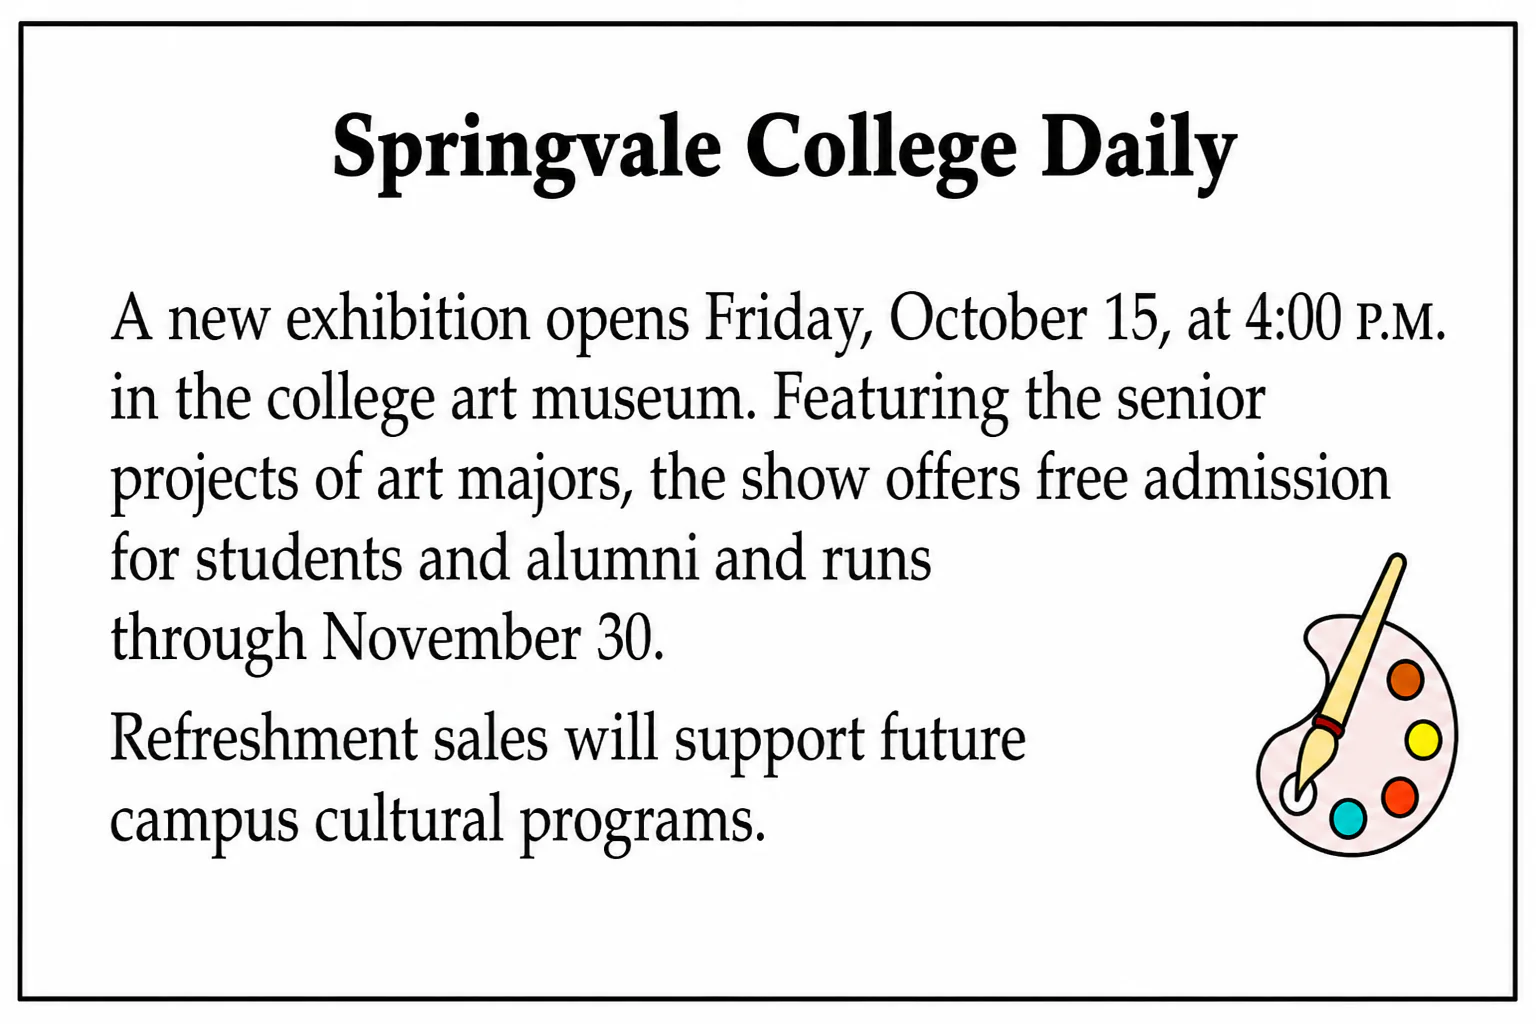 Springvale College Daily
A new exhibition opens Friday, October 15, at 4:00 P.M.
in the college art museum. Featuring the senior
projects of art majors, the show offers free admission
for students and alumni and runs
through November 30.
Refreshment sales will support future
campus cultural programs.